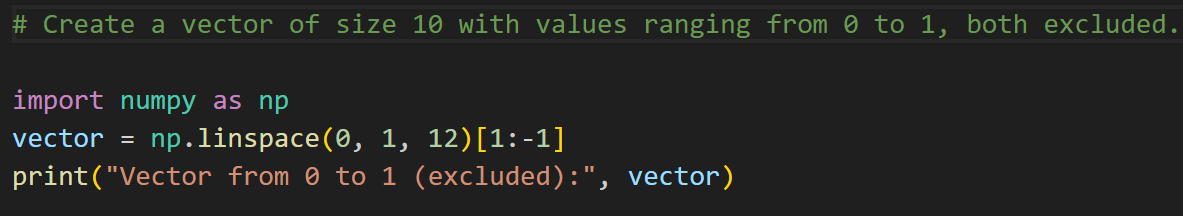 # Create a vector of size 10 with values ranging from 0 to 1, both excluded.
import numpy as np
vector = np.linspace(0, 1, 12)[1:-1]
print("Vector from 0 to 1 (excluded):", vector)